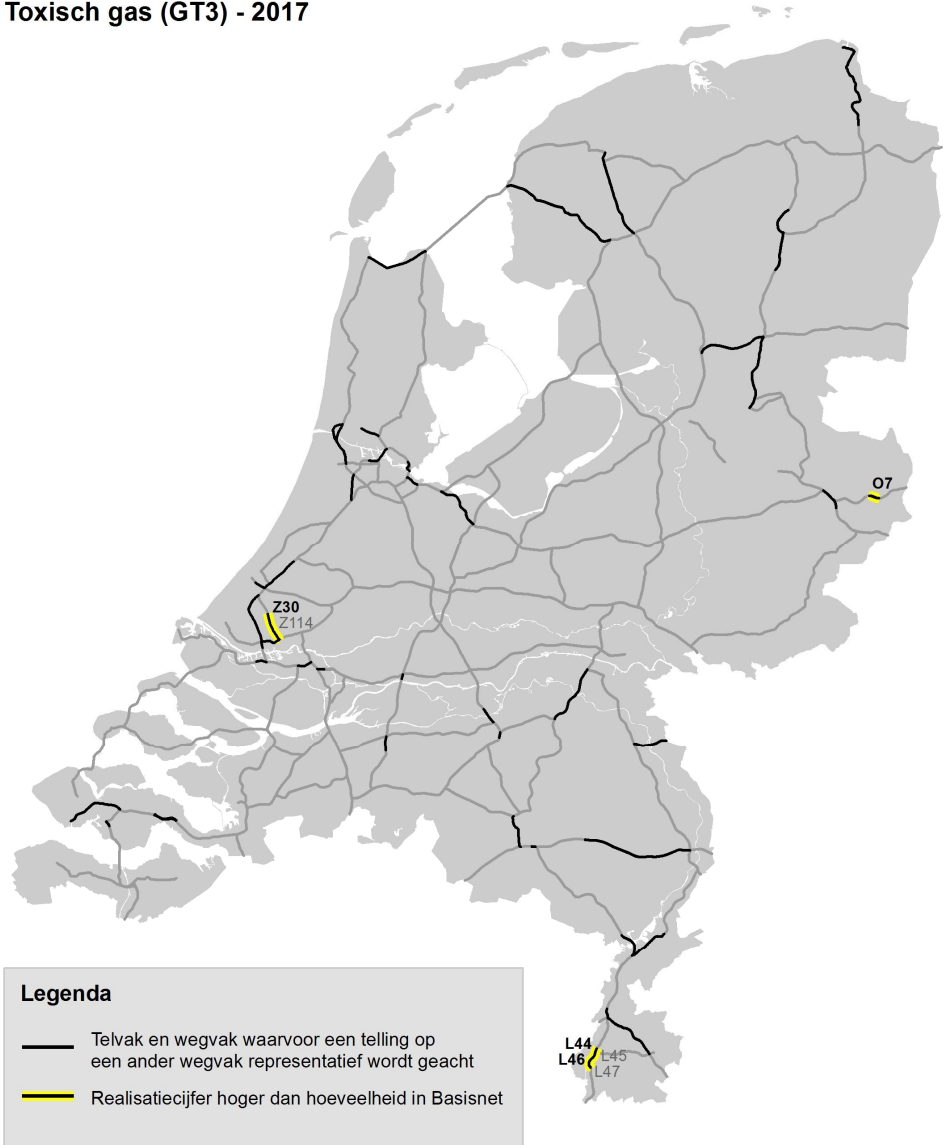 Toxisch gas (GT3) - 2017
O7
Z30
Z114
L44
L45
L46
L47
Legenda
Telvak en wegvak waarvoor een telling op
een ander wegvak representatief wordt geacht
Realisatiecijfer hoger dan hoeveelheid in Basisnet